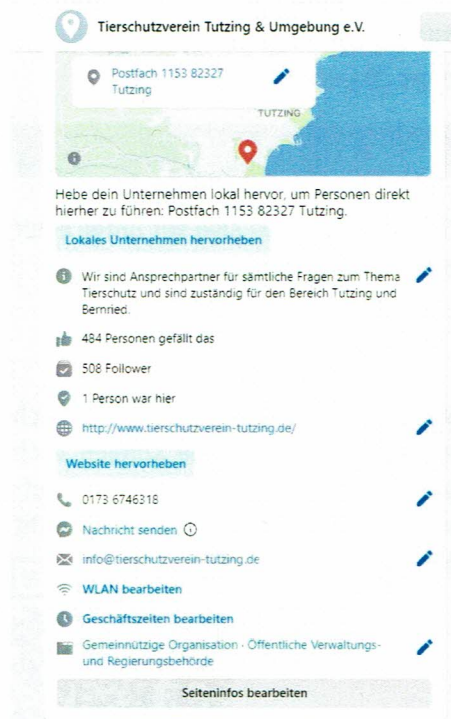 Tierschutzverein Tutzing & Umgebung e.V.
Postfach 1153 82327
Tutzing
TUTZING
Hebe dein Unternehmen lokal hervor, um Personen direkt
hierher zu führen: Postfach 1153 82327 Tutzing.
Lokales Unternehmen hervorheben
Wir sind Ansprechpartner für sämtliche Fragen zum Thema
Tierschutz und sind zuständig für den Bereich Tutzing und
Bernried.
484 Personen gefällt das
508 Follower
1 Person war hier
http://www.tierschutzverein-tutzing.de/
Website hervorheben
0173 6746318
Nachricht senden
info@tierschutzverein-tutzing.de
WLAN bearbeiten
Geschäftszeiten bearbeiten
Gemeinnützige Organisation · Öffentliche Verwaltungs-
und Regierungsbehörde
Seiteninfos bearbeiten